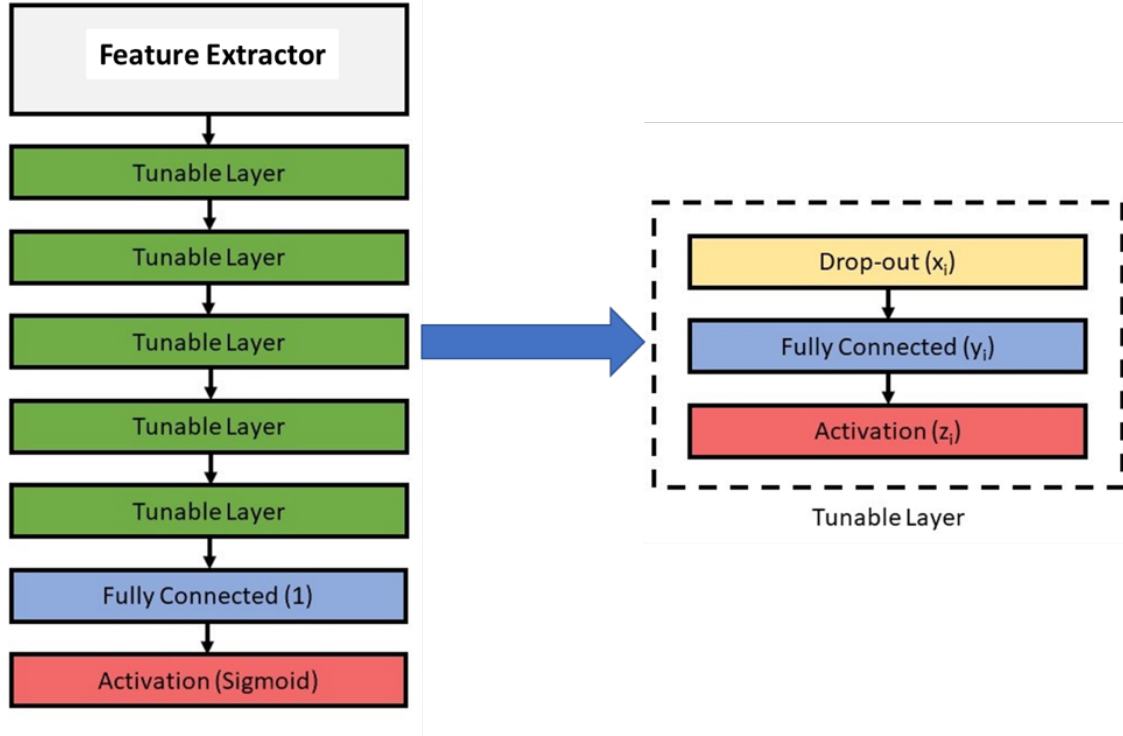 Feature Extractor
Tunable Layer
Tunable Layer
Tunable Layer
Tunable Layer
Tunable Layer
Fully Connected (1)
Activation (Sigmoid)
Drop-out (xᵢ)
Fully Connected (yᵢ)
Activation (zᵢ)
Tunable Layer